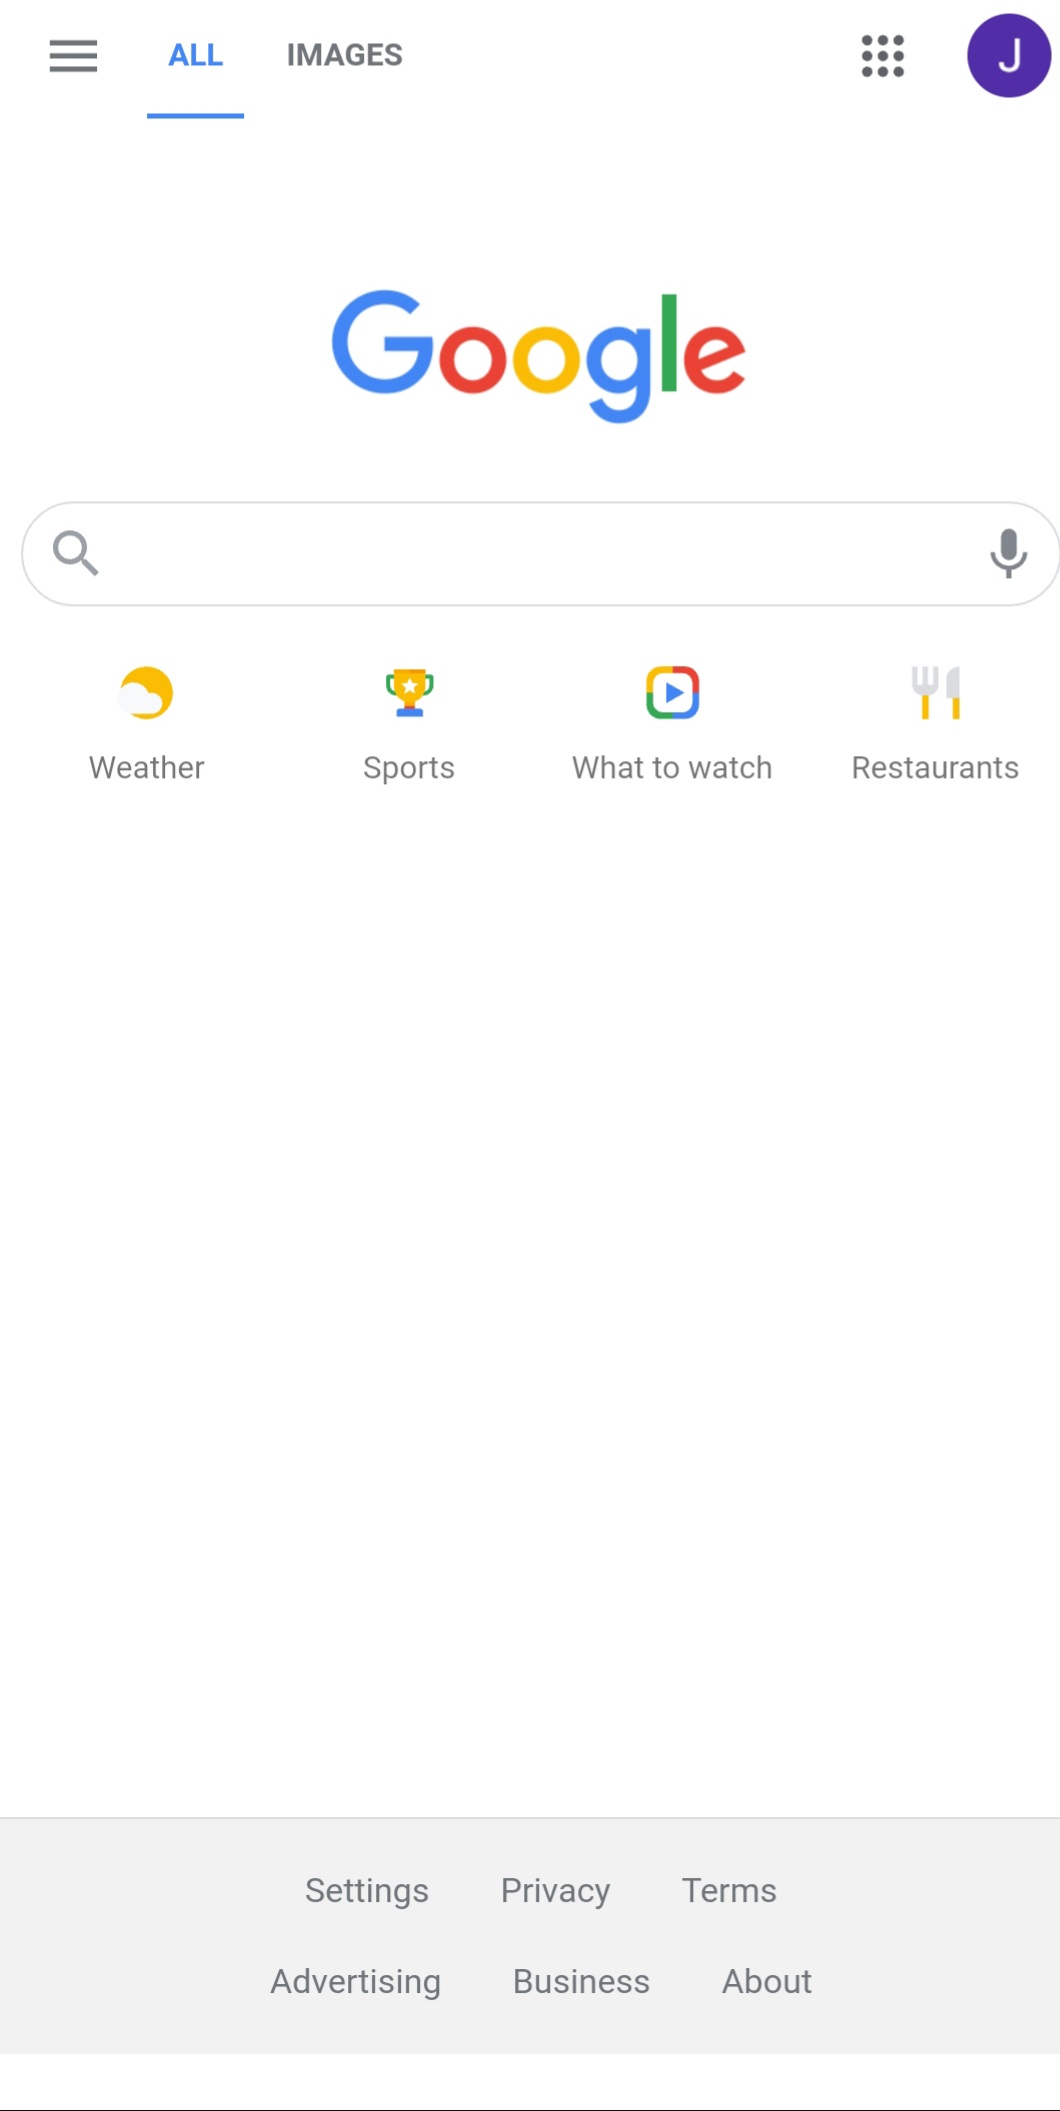 ALL IMAGES J
Google
Weather Sports What to watch Restaurants
Settings Privacy Terms
Advertising Business About